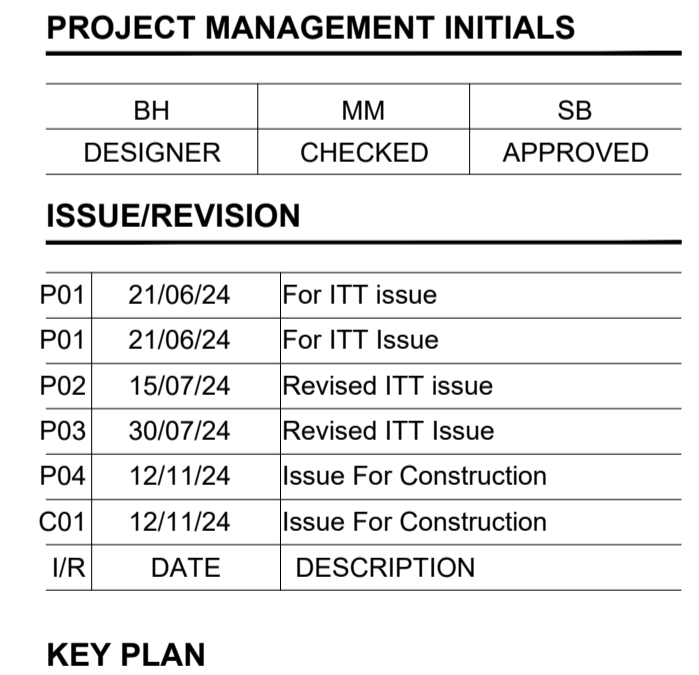 PROJECT MANAGEMENT INITIALS
BH MM SB
DESIGNER CHECKED APPROVED
ISSUE/REVISION
P01 21/06/24 For ITT issue
P01 21/06/24 For ITT Issue
P02 15/07/24 Revised ITT issue
P03 30/07/24 Revised ITT Issue
P04 12/11/24 Issue For Construction
C01 12/11/24 Issue For Construction
I/R DATE DESCRIPTION
KEY PLAN